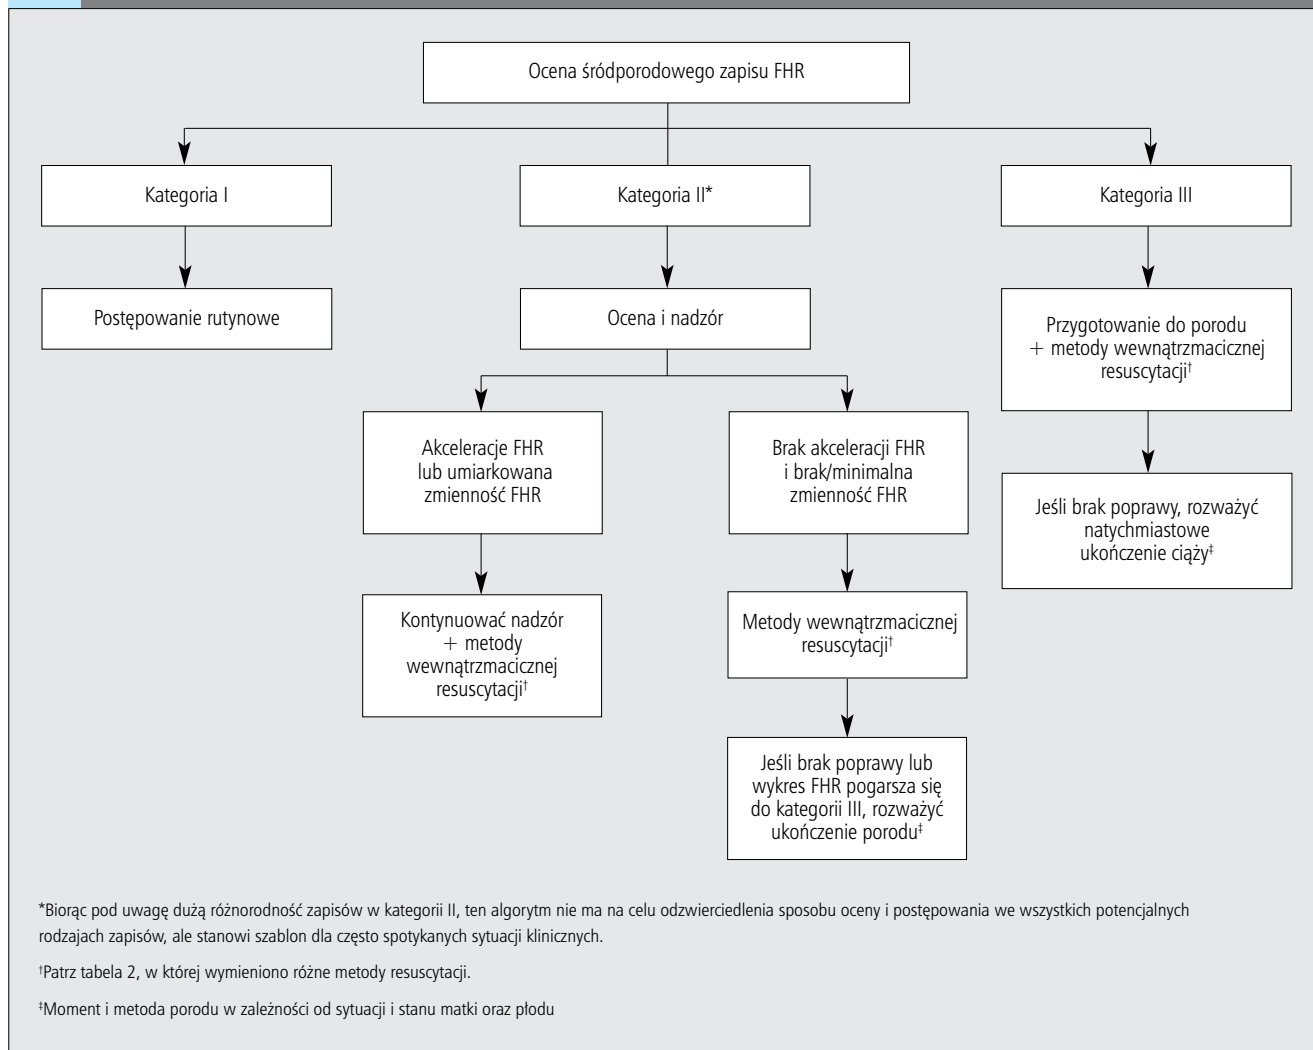 Ocena śródporodowego zapisu FHR
Kategoria I
Kategoria II*
Kategoria III
Postępowanie rutynowe
Ocena i nadzór
Przygotowanie do porodu
+ metody wewnątrzmacicznej
resuscytacji†
Akceleracje FHR
lub umiarkowana
zmienność FHR
Brak akceleracji FHR
i brak/minimalna
zmienność FHR
Jeśli brak poprawy, rozważyć
natychmiastowe
ukończenie ciąży‡
Kontynuować nadzór
+ metody
wewnątrzmacicznej
resuscytacji†
Metody wewnątrzmacicznej
resuscytacji†
Jeśli brak poprawy lub
wykres FHR pogarsza się
do kategorii III, rozważyć
ukończenie porodu‡
*Biorąc pod uwagę dużą różnorodność zapisów w kategorii II, ten algorytm nie ma na celu odzwierciedlenia sposobu oceny i postępowania we wszystkich potencjalnych
rodzajach zapisów, ale stanowi szablon dla często spotykanych sytuacji klinicznych.
†Patrz tabela 2, w której wymieniono różne metody resuscytacji.
‡Moment i metoda porodu w zależności od sytuacji i stanu matki oraz płodu